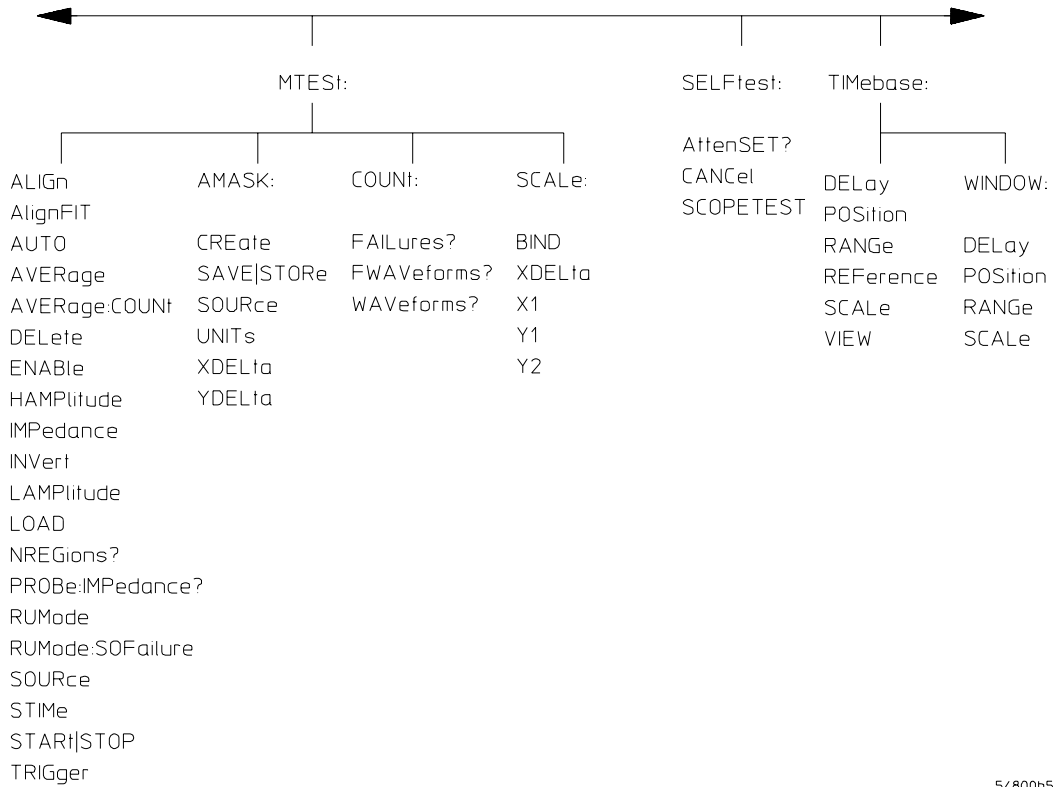 MTESt:
SELFtest:
TIMebase:
ALIGn
AlignFIT
AUTO
AVERage
AVERage:COUNt
DELete
ENABle
HAMPlitude
IMPedance
INVert
LAMPlitude
LOAD
NREGions?
PROBe:IMPedance?
RUMode
RUMode:SOFailure
SOURce
STIMe
STARt|STOP
TRIGger
AMASK:
CREate
SAVE|STORe
SOURce
UNITs
XDELta
YDELta
COUNt:
FAILures?
FWAVeforms?
WAVeforms?
SCALe:
BIND
XDELta
X1
Y1
Y2
AttenSET?
CANCel
SCOPETEST
DELay
POSition
RANGe
REFerence
SCALe
VIEW
WINDOW:
DELay
POSition
RANGe
SCALe